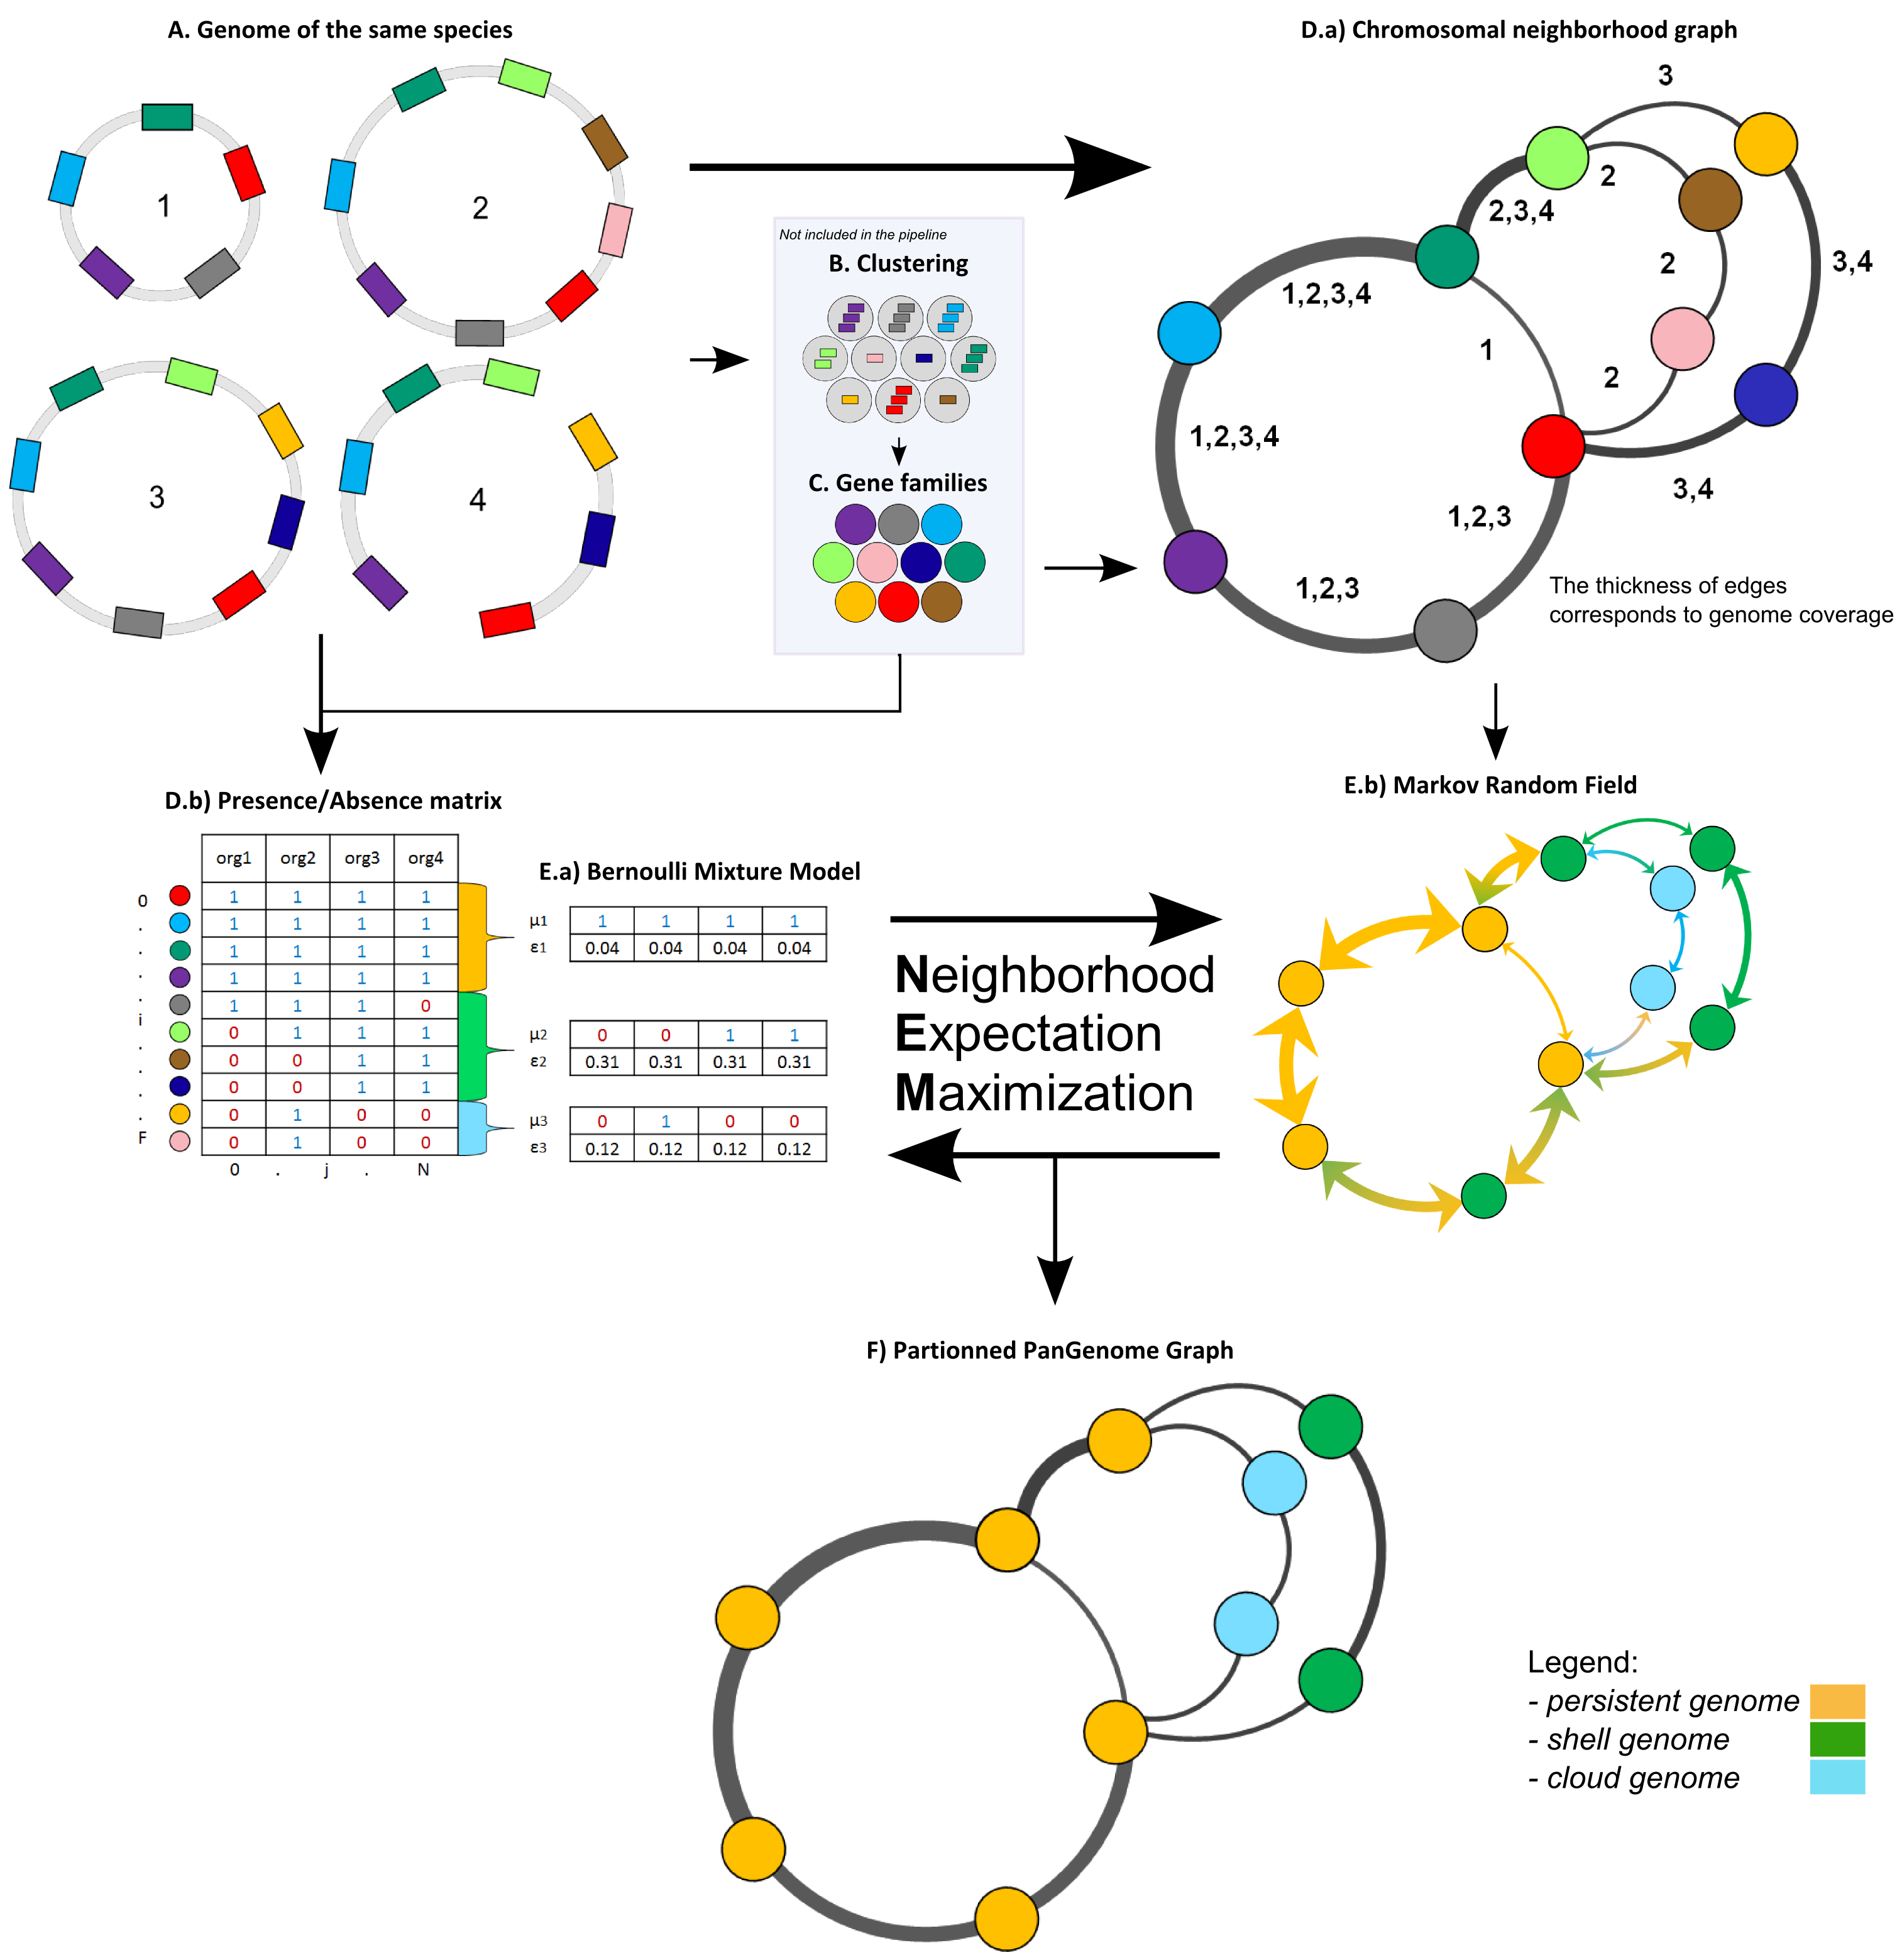 A. Genome of the same species
1
2
3
4
Not included in the pipeline
B. Clustering
C. Gene families
D.a) Chromosomal neighborhood graph
3
2
2,3,4
2
3,4
1,2,3,4
1
2
1,2,3,4
3,4
1,2,3
1,2,3
The thickness of edges
corresponds to genome coverage
D.b) Presence/Absence matrix
org1 org2 org3 org4
0 1 1 1 1
. 1 1 1 1
. 1 1 1 1
. 1 1 1 1
. 1 1 1 0
i 0 1 1 1
. 0 0 1 1
. 0 0 1 1
. 0 1 0 0
F 0 1 0 0
0 . j . N
E.a) Bernoulli Mixture Model
μ1 1 1 1 1
ε1 0.04 0.04 0.04 0.04
μ2 0 0 1 1
ε2 0.31 0.31 0.31 0.31
μ3 0 1 0 0
ε3 0.12 0.12 0.12 0.12
Neighborhood
Expectation
Maximization
E.b) Markov Random Field
F) Partionned PanGenome Graph
Legend:
- persistent genome
- shell genome
- cloud genome